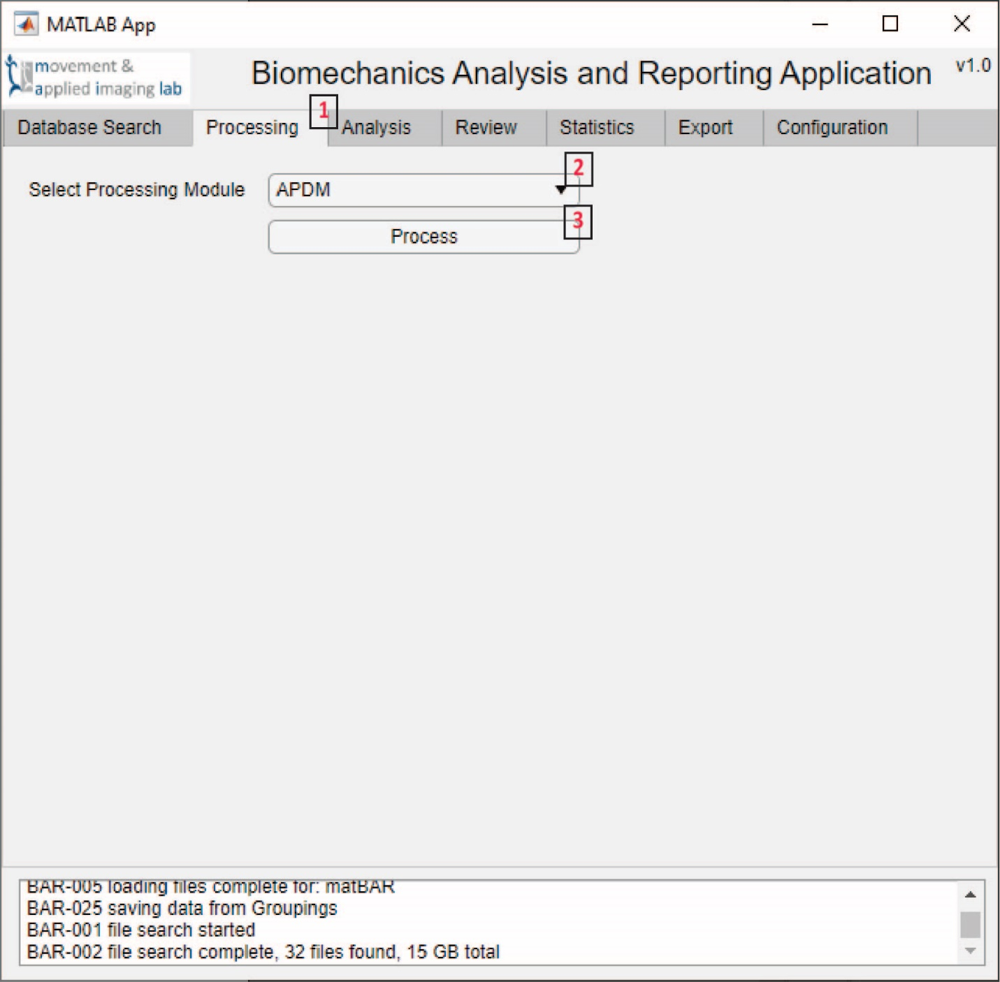 MATLAB App
movement &
applied imaging lab
Biomechanics Analysis and Reporting Application
v1.0
Database Search
Processing
1
Analysis
Review
Statistics
Export
Configuration
Select Processing Module
APDM
2
Process
3
BAR-005 loading files complete for: matBAR
BAR-025 saving data from Groupings
BAR-001 file search started
BAR-002 file search complete, 32 files found, 15 GB total